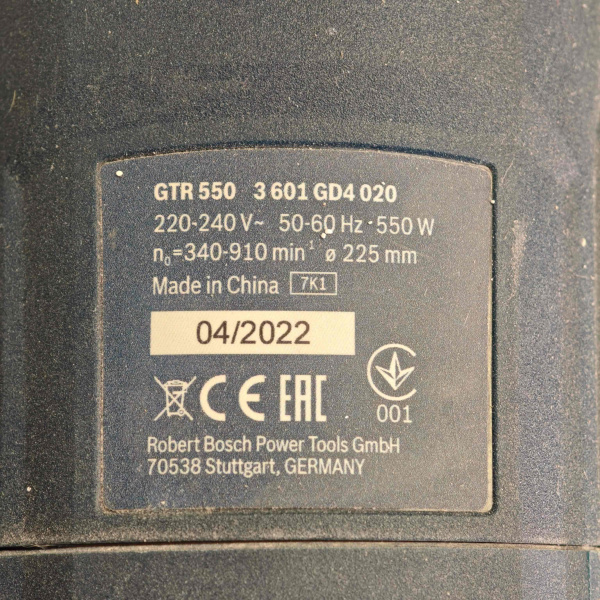 GTR 550 3 601 GD4 020
220-240 V~ 50-60 Hz · 550 W
n₀=340-910 min⁻¹ ø 225 mm
Made in China 7K1
04/2022
CE EAC
001
Robert Bosch Power Tools GmbH
70538 Stuttgart, GERMANY